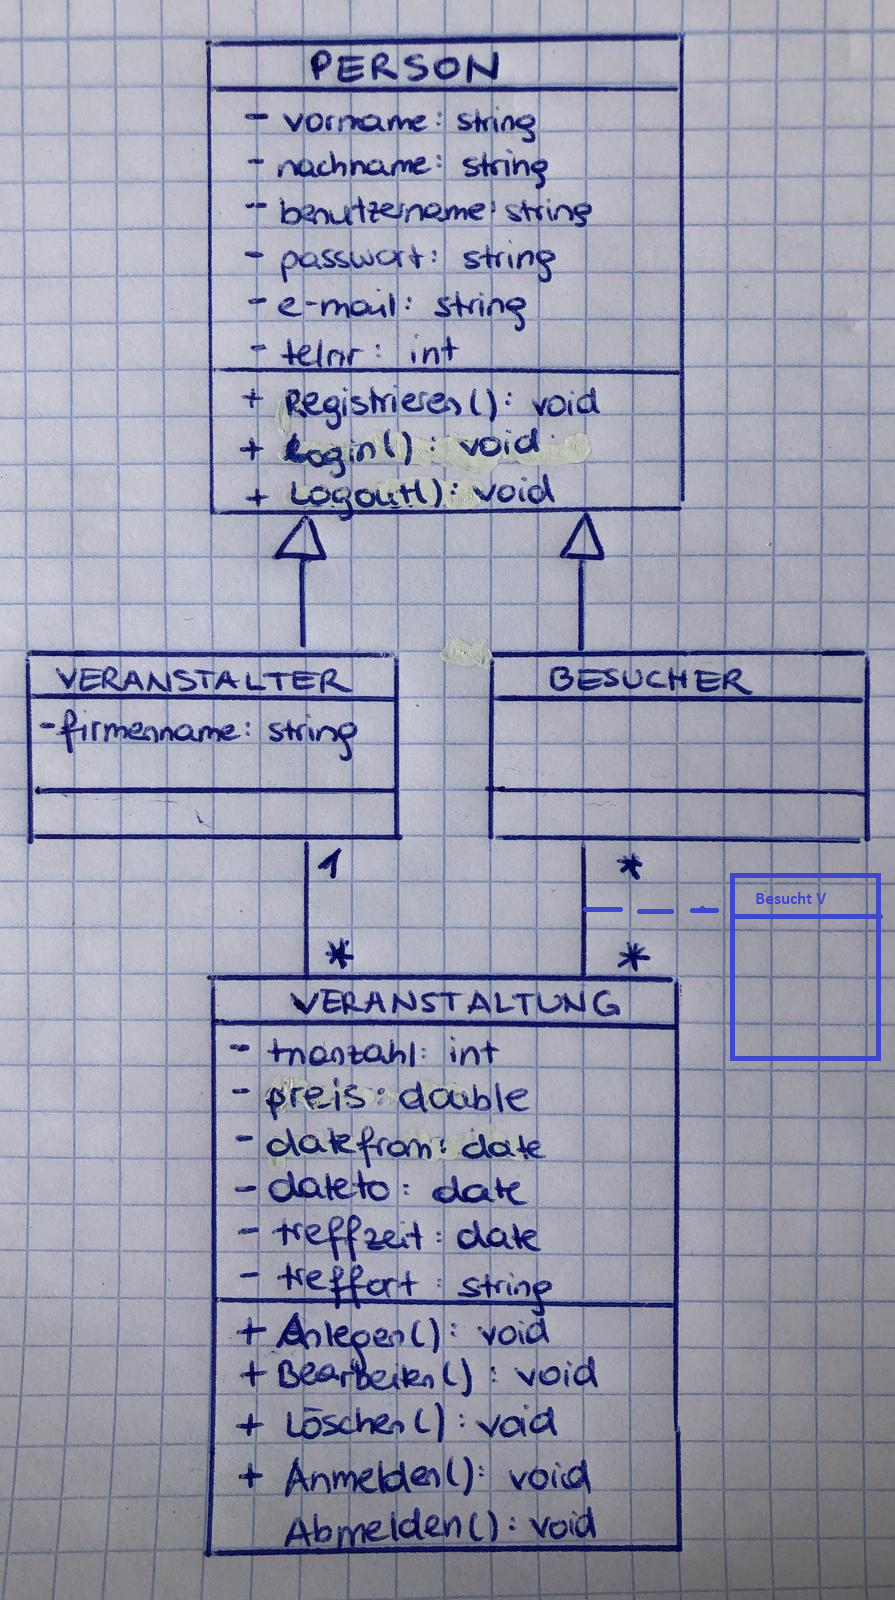 PERSON
- vorname: string
- nachname: string
- benutzername: string
- passwort: string
- e-mail: string
- telnr: int
+ Registrieren(): void
+ Login(): void
+ Logout(): void
VERANSTALTER
- firmenname: string
BESUCHER
1
*
Besucht V
*
*
VERANSTALTUNG
- tnanzahl: int
- preis: double
- datefrom: date
- dateto: date
- treffzeit: date
- treffort: string
+ Anlegen(): void
+ Bearbeiten(): void
+ Löschen(): void
+ Anmelden(): void
Abmelden(): void